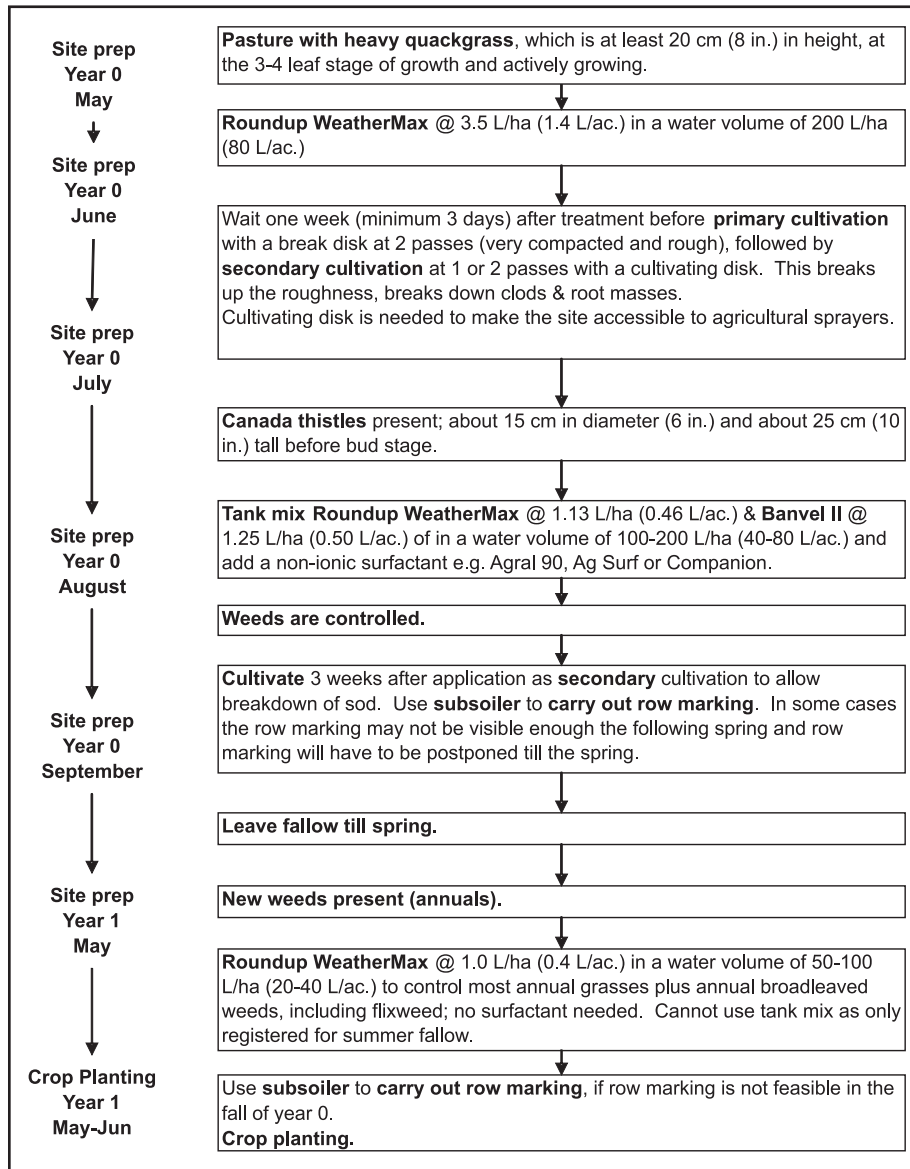 Site prep
Year 0
May
Pasture with heavy quackgrass, which is at least 20 cm (8 in.) in height, at
the 3-4 leaf stage of growth and actively growing.
Roundup WeatherMax @ 3.5 L/ha (1.4 L/ac.) in a water volume of 200 L/ha
(80 L/ac.)
Site prep
Year 0
June
Wait one week (minimum 3 days) after treatment before primary cultivation
with a break disk at 2 passes (very compacted and rough), followed by
secondary cultivation at 1 or 2 passes with a cultivating disk. This breaks
up the roughness, breaks down clods & root masses.
Cultivating disk is needed to make the site accessible to agricultural sprayers.
Site prep
Year 0
July
Canada thistles present; about 15 cm in diameter (6 in.) and about 25 cm (10
in.) tall before bud stage.
Site prep
Year 0
August
Tank mix Roundup WeatherMax @ 1.13 L/ha (0.46 L/ac.) & Banvel II @
1.25 L/ha (0.50 L/ac.) of in a water volume of 100-200 L/ha (40-80 L/ac.) and
add a non-ionic surfactant e.g. Agral 90, Ag Surf or Companion.
Weeds are controlled.
Cultivate 3 weeks after application as secondary cultivation to allow
breakdown of sod. Use subsoiler to carry out row marking. In some cases
the row marking may not be visible enough the following spring and row
marking will have to be postponed till the spring.
Site prep
Year 0
September
Leave fallow till spring.
New weeds present (annuals).
Site prep
Year 1
May
Roundup WeatherMax @ 1.0 L/ha (0.4 L/ac.) in a water volume of 50-100
L/ha (20-40 L/ac.) to control most annual grasses plus annual broadleaved
weeds, including flixweed; no surfactant needed. Cannot use tank mix as only
registered for summer fallow.
Crop Planting
Year 1
May-Jun
Use subsoiler to carry out row marking, if row marking is not feasible in the
fall of year 0.
Crop planting.